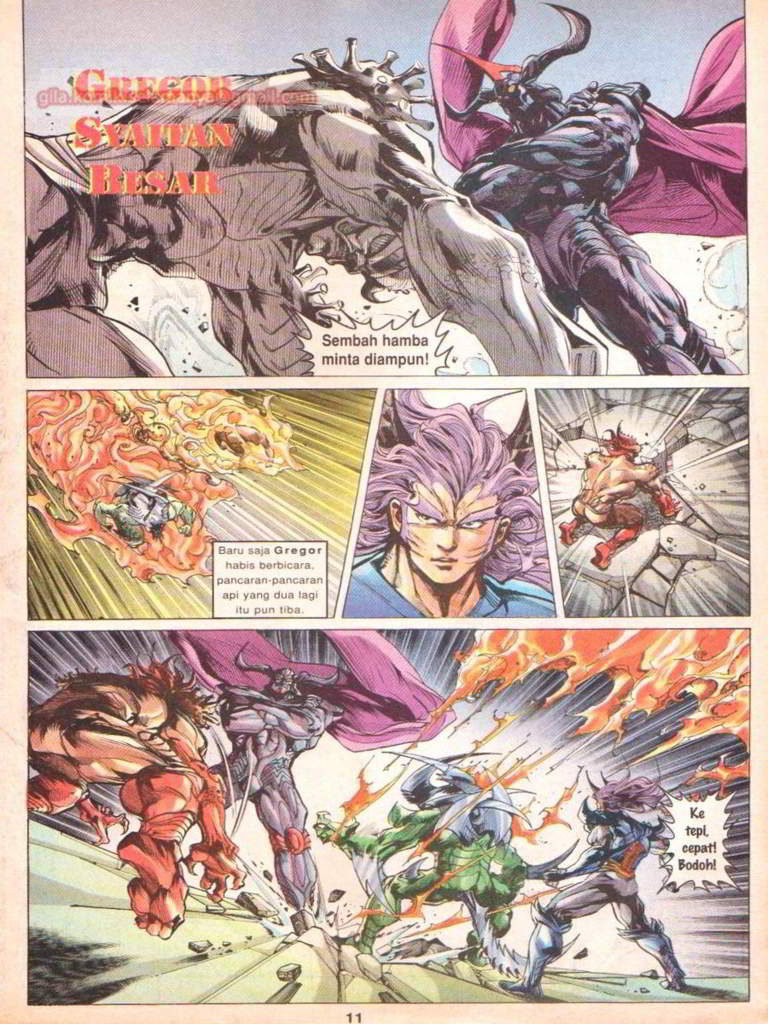 GREGOR
SYAITAN
BESAR
Sembah hamba
minta diampun!
Baru saja Gregor
habis berbicara,
pancaran-pancaran
api yang dua lagi
itu pun tiba.
Ke
tepi,
cepat!
Bodoh!
11